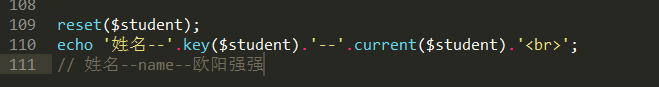 108
109 reset($student);
110 echo '姓名--'.key($student).'--'.current($student).'<br>';
111 // 姓名--name--欧阳强强